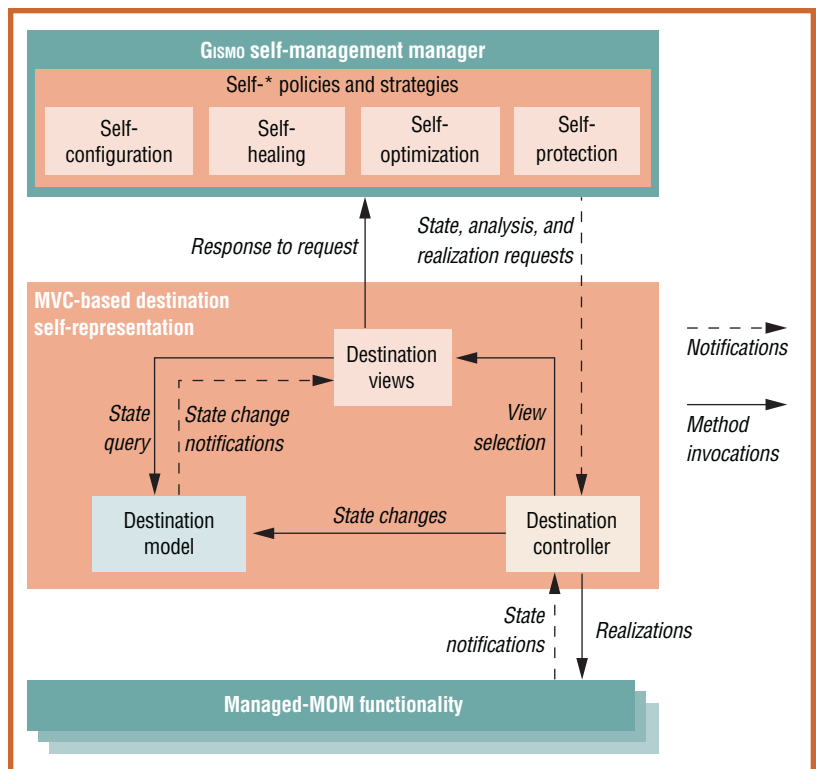 GISMO self-management manager
Self-* policies and strategies
Self-
configuration
Self-
healing
Self-
optimization
Self-
protection
Response to request
State, analysis, and
realization requests
MVC-based destination
self-representation
Destination
views
Notifications
State
query
State change
notifications
View
selection
Method
invocations
Destination
model
State changes
Destination
controller
State
notifications
Realizations
Managed-MOM functionality